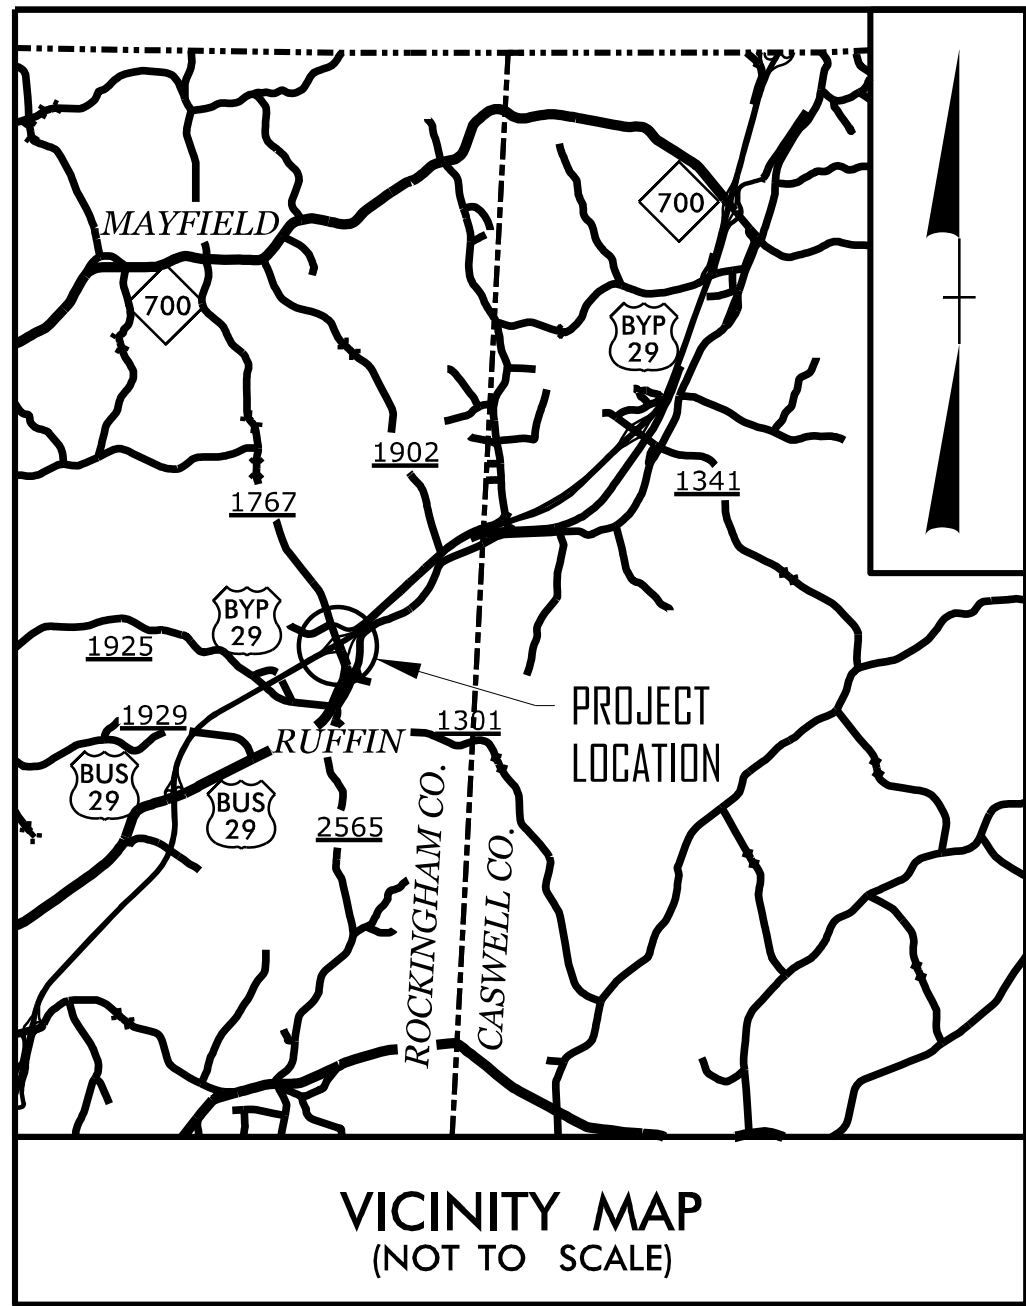 MAYFIELD
700
700
BYP
29
1902
1341
1767
BYP
29
1925
1929
PROJECT
LOCATION
1301
RUFFIN
BUS
29
BUS
29
2565
ROCKINGHAM CO.
CASWELL CO.
VICINITY MAP
(NOT TO SCALE)